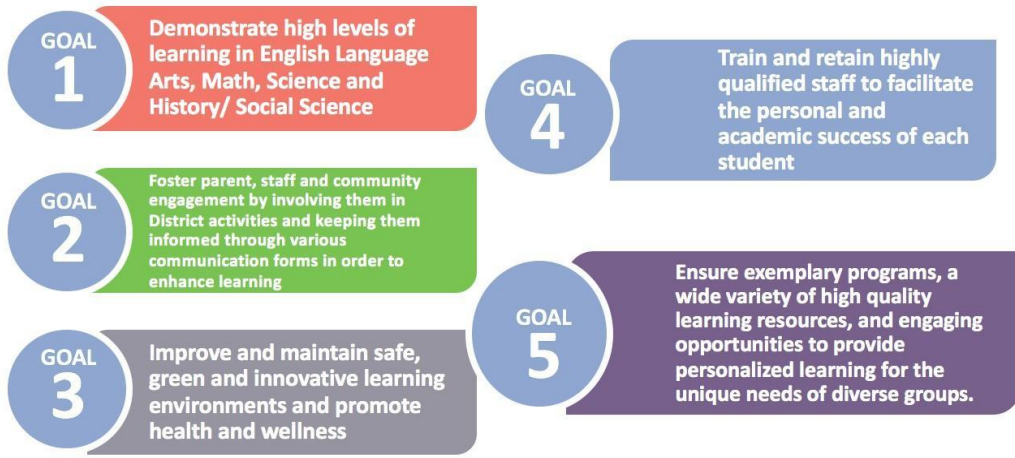 GOAL
1
Demonstrate high levels of
learning in English Language
Arts, Math, Science and
History/ Social Science
GOAL
2
Foster parent, staff and community
engagement by involving them in
District activities and keeping them
informed through various
communication forms in order to
enhance learning
GOAL
3
Improve and maintain safe,
green and innovative learning
environments and promote
health and wellness
GOAL
4
Train and retain highly
qualified staff to facilitate
the personal and
academic success of each
student
GOAL
5
Ensure exemplary programs, a
wide variety of high quality
learning resources, and engaging
opportunities to provide
personalized learning for the
unique needs of diverse groups.